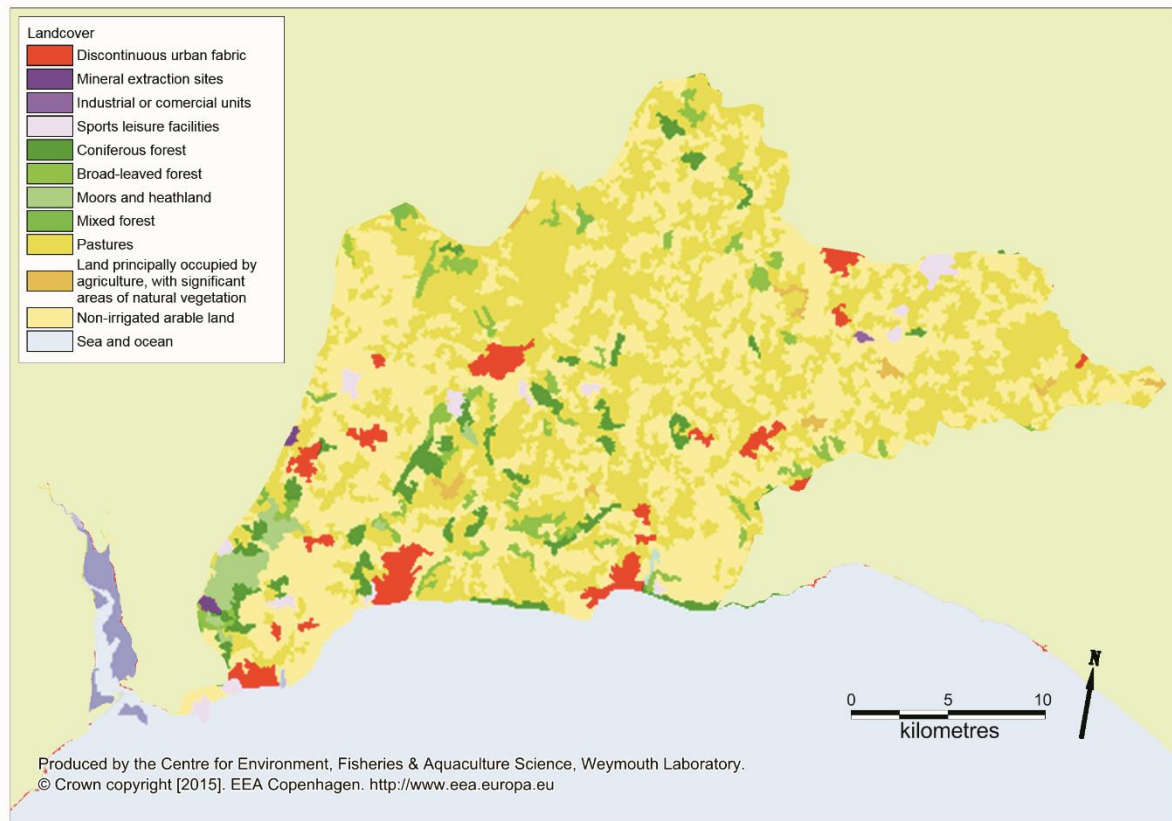 Landcover
Discontinuous urban fabric
Mineral extraction sites
Industrial or comercial units
Sports leisure facilities
Coniferous forest
Broad-leaved forest
Moors and heathland
Mixed forest
Pastures
Land principally occupied by
agriculture, with significant
areas of natural vegetation
Non-irrigated arable land
Sea and ocean
N
0 5 10
kilometres
Produced by the Centre for Environment, Fisheries & Aquaculture Science, Weymouth Laboratory.
© Crown copyright [2015]. EEA Copenhagen. http://www.eea.europa.eu